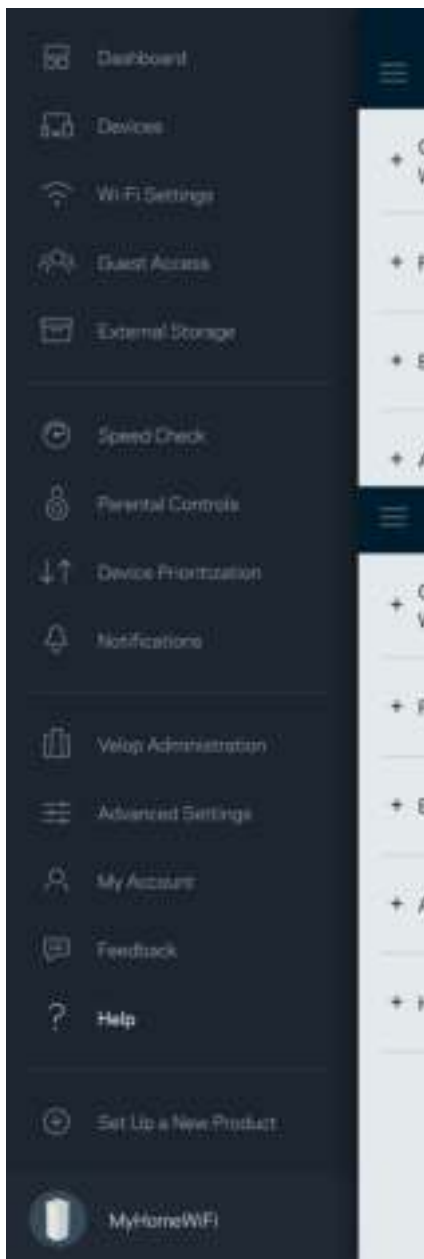 Dashboard
Devices
Wi-Fi Settings
Guest Access
External Storage
Speed Check
Parental Controls
Device Prioritization
Notifications
Velop Administration
Advanced Settings
My Account
Feedback
? Help
Set Up a New Product
MyHomeWiFi